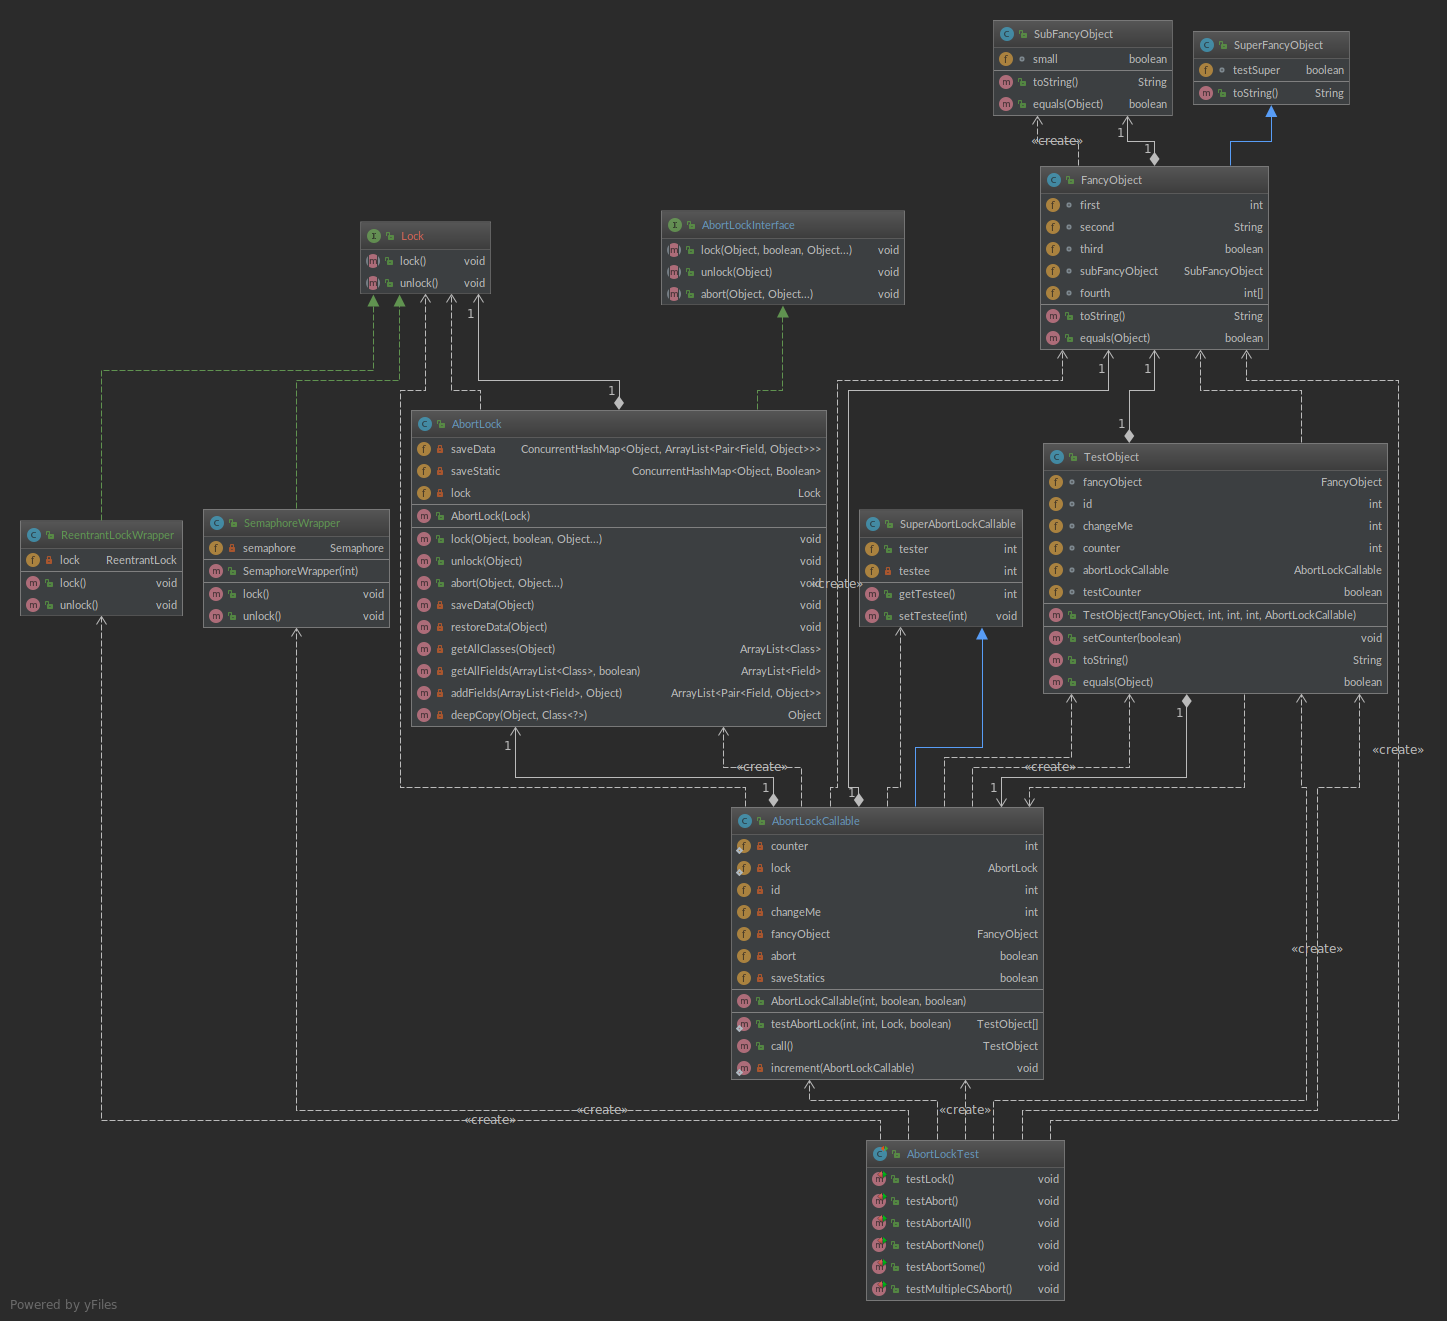 SubFancyObject
small boolean
toString() String
equals(Object) boolean
SuperFancyObject
testSuper boolean
toString() String
«create»
1
1
FancyObject
first int
second String
third boolean
subFancyObject SubFancyObject
fourth int[]
toString() String
equals(Object) boolean
Lock
lock() void
unlock() void
AbortLockInterface
lock(Object, boolean, Object...) void
unlock(Object) void
abort(Object, Object...) void
1
1
1
1
1
AbortLock
saveData ConcurrentHashMap<Object, ArrayList<Pair<Field, Object>>>
saveStatic ConcurrentHashMap<Object, Boolean>
lock Lock
AbortLock(Lock)
lock(Object, boolean, Object...) void
unlock(Object) void
abort(Object, Object...) void
saveData(Object) void
restoreData(Object) void
getAllClasses(Object) ArrayList<Class>
getAllFields(ArrayList<Class>, boolean) ArrayList<Field>
addFields(ArrayList<Field>, Object) ArrayList<Pair<Field, Object>>
deepCopy(Object, Class<?>) Object
TestObject
fancyObject FancyObject
id int
changeMe int
counter int
abortLockCallable AbortLockCallable
testCounter boolean
TestObject(FancyObject, int, int, int, AbortLockCallable)
setCounter(boolean) void
toString() String
equals(Object) boolean
ReentrantLockWrapper
lock ReentrantLock
lock() void
unlock() void
SemaphoreWrapper
semaphore Semaphore
SemaphoreWrapper(int)
lock() void
unlock() void
SuperAbortLockCallable
tester int
testee int
getTestee() int
setTestee(int) void
«create»
1
1
«create»
1
«create»
1
1
«create»
AbortLockCallable
counter int
lock AbortLock
id int
changeMe int
fancyObject FancyObject
abort boolean
saveStatics boolean
AbortLockCallable(int, boolean, boolean)
testAbortLock(int, int, Lock, boolean) TestObject[]
call() TestObject
increment(AbortLockCallable) void
«create»
«create»
«create»
«create»
AbortLockTest
testLock() void
testAbort() void
testAbortAll() void
testAbortNone() void
testAbortSome() void
testMultipleCSAbort() void
Powered by yFiles